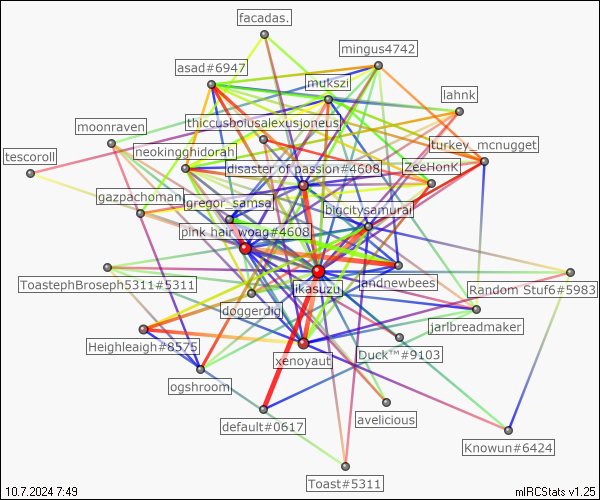 facadas.
mingus4742
asad#6947
mukszi
lahnk
thiccusboiusalexusjoneus
moonraven
turkey_mcnugget
tescoroll
neokingghidorah
disaster of passion#4608
ZeeHonK
gazpachoman
gregor_samsa
bigcitysamurai
pink hair, woag#4608
ToastephBroseph5311#5311
likasuzu
andnewbees
Random Stuf6#5983
doggerdig
jarlbreadmaker
Heighleaigh#8575
xenoyaut
Duck™#9103
ogshroom
default#0617
avelicious
Knowun#6424
Toast#5311
10.7.2024 7:49
mIRCStats v1.25